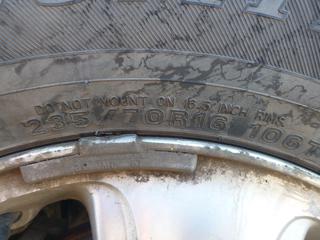 DO NOT MOUNT ON 16.5 INCH RIMS
235 /70R16 106T